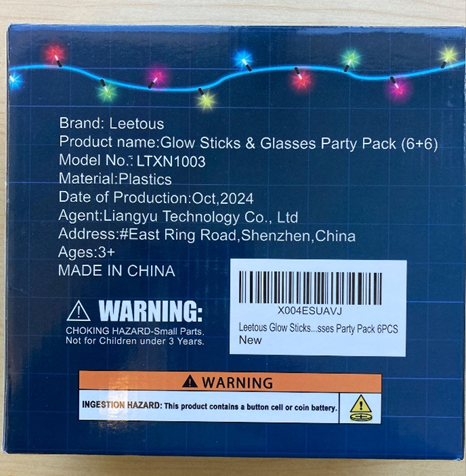 Brand: Leetous
Product name:Glow Sticks & Glasses Party Pack (6+6)
Model No.: LTXN1003
Material:Plastics
Date of Production:Oct,2024
Agent:Liangyu Technology Co., Ltd
Address:#East Ring Road,Shenzhen,China
Ages:3+
MADE IN CHINA
WARNING:
CHOKING HAZARD-Small Parts.
Not for Children under 3 Years.
X004ESUAVJ
Leetous Glow Sticks...sses Party Pack 6PCS
New
WARNING
INGESTION HAZARD: This product contains a button cell or coin battery.